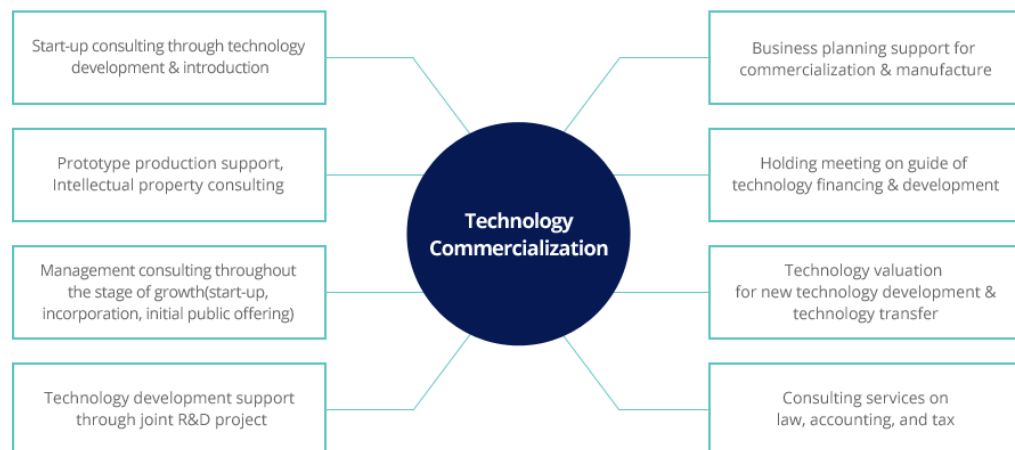 Start-up consulting through technology
development & introduction
Prototype production support,
Intellectual property consulting
Management consulting throughout
the stage of growth(start-up,
incorporation, initial public offering)
Technology development support
through joint R&D project
Technology
Commercialization
Business planning support for
commercialization & manufacture
Holding meeting on guide of
technology financing & development
Technology valuation
for new technology development &
technology transfer
Consulting services on
law, accounting, and tax